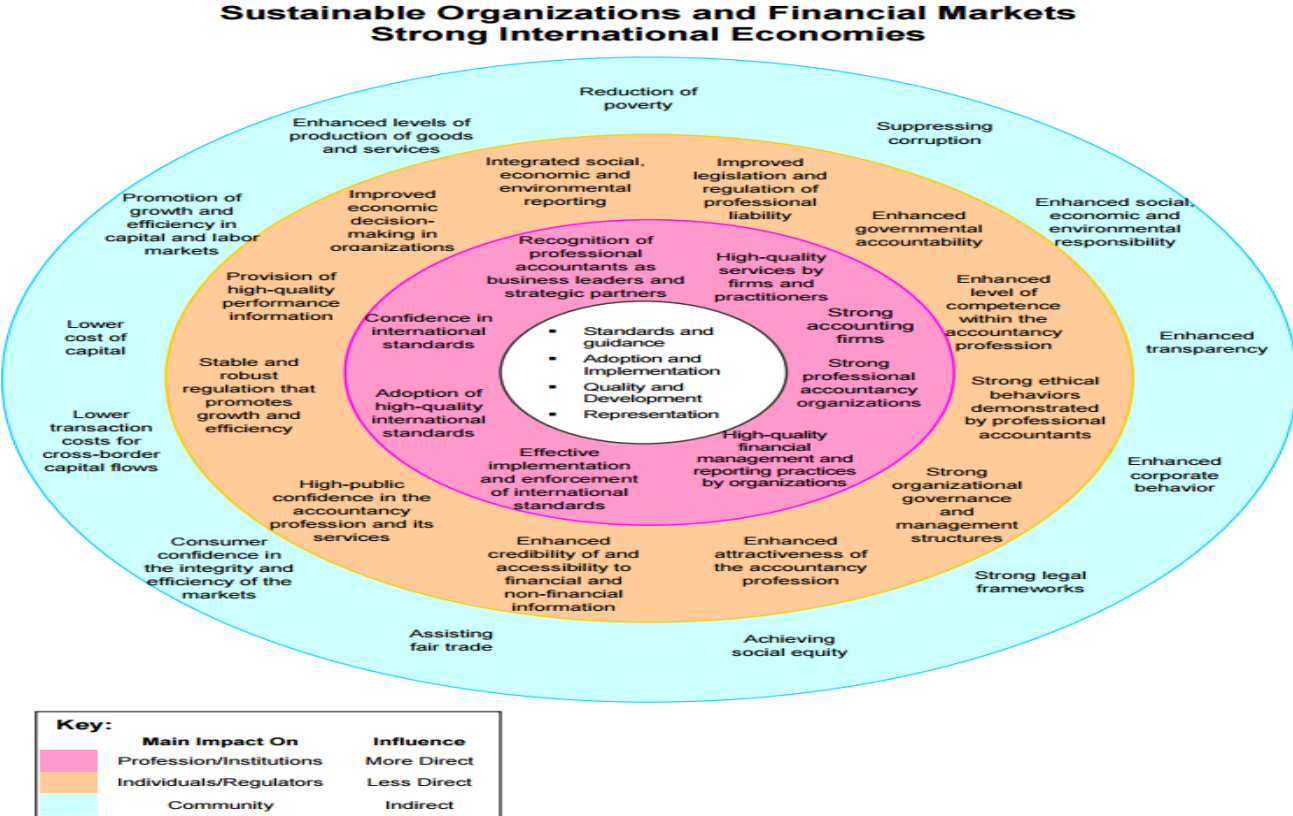 Sustainable Organizations and Financial Markets
Strong International Economies
Reduction of
poverty
Enhanced levels of
production of goods
and services
Suppressing
corruption
Promotion of
growth and
efficiency in
capital and labor
markets
Enhanced social,
economic and
environmental
responsibility
Lower
cost of
capital
Enhanced
transparency
Lower
transaction
costs for
cross-border
capital flows
Enhanced
corporate
behavior
Consumer
confidence in
the integrity and
efficiency of the
markets
Strong legal
frameworks
Assisting
fair trade
Achieving
social equity
Integrated social,
economic and
environmental
reporting
Improved
legislation and
regulation of
professional
liability
Improved
economic
decision-
making in
organizations
Enhanced
governmental
accountability
Provision of
high-quality
performance
information
Enhanced
level of
competence
within the
accountancy
profession
Stable and
robust
regulation that
promotes
growth and
efficiency
Strong ethical
behaviors
demonstrated
by professional
accountants
High-public
confidence in the
accountancy
profession and its
services
Strong
organizational
governance
and
management
structures
Enhanced
credibility of and
accessibility to
financial and
non-financial
information
Enhanced
attractiveness of
the accountancy
profession
Recognition of
professional
accountants as
business leaders and
strategic partners
High-quality
services by
firms and
practitioners
Confidence in
international
standards
Strong
accounting
firms
Adoption of
high-quality
international
standards
Strong
professional
accountancy
organizations
Effective
implementation
and enforcement
of international
standards
High-quality
financial
management and
reporting practices
by organizations
▪ Standards and
guidance
▪ Adoption and
Implementation
▪ Quality and
Development
▪ Representation
Key:
Main Impact On Influence
Profession/Institutions More Direct
Individuals/Regulators Less Direct
Community Indirect